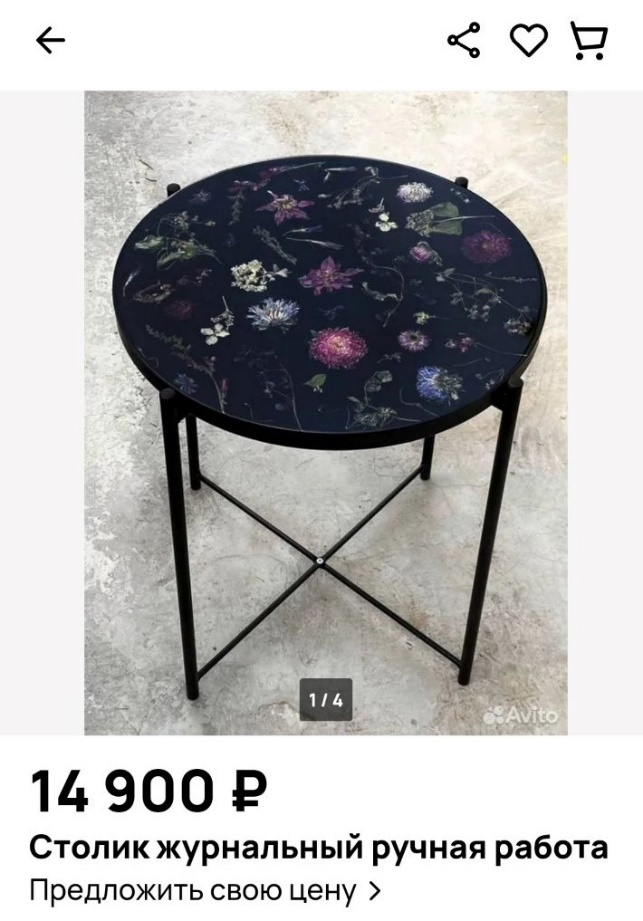 1 / 4
Avito
14 900 ₽
Столик журнальный ручная работа
Предложить свою цену